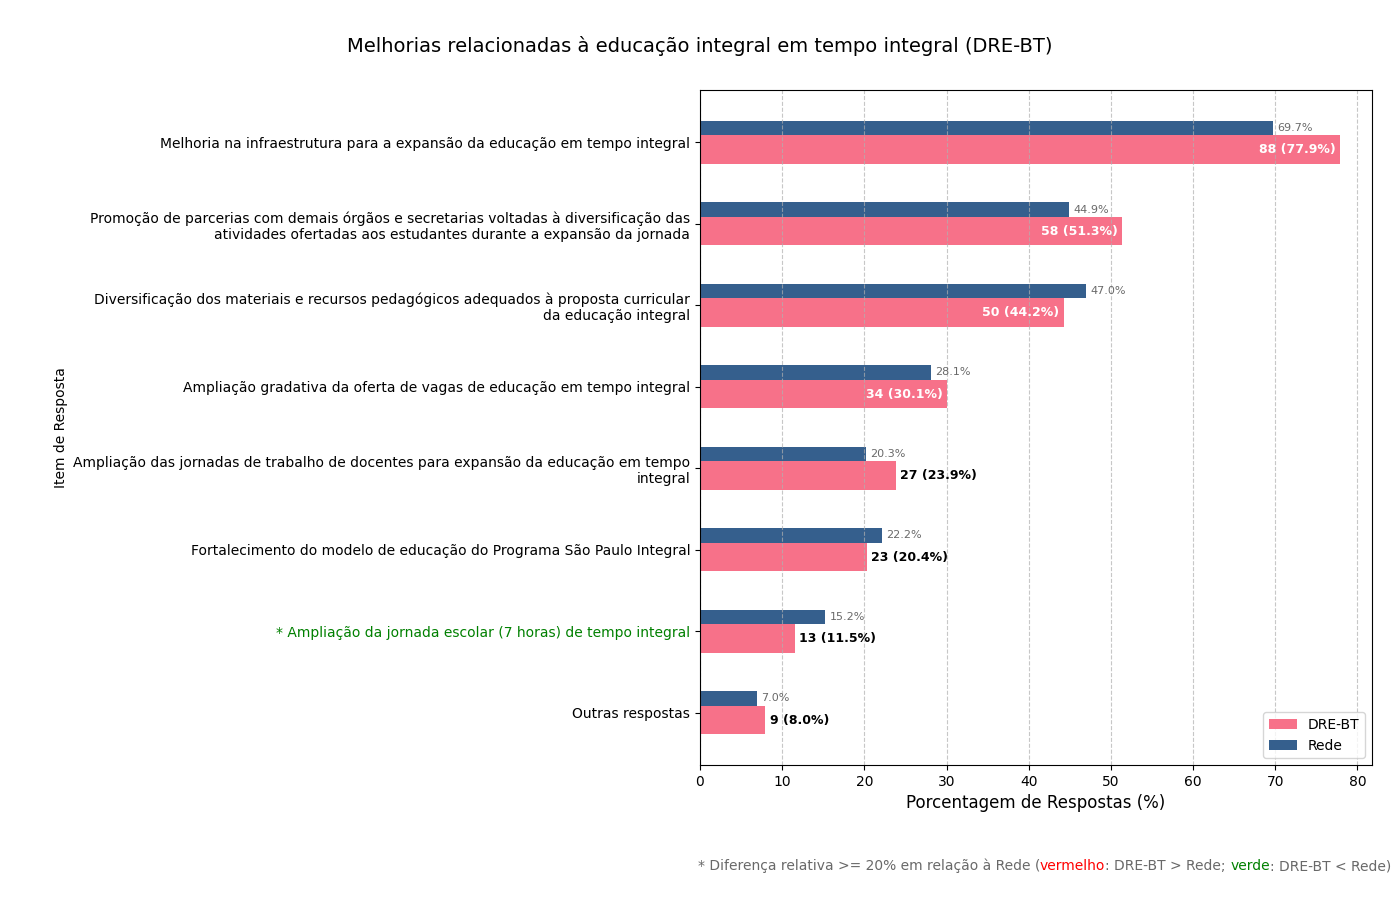 Melhorias relacionadas à educação integral em tempo integral (DRE-BT)
Item de Resposta
Melhoria na infraestrutura para a expansão da educação em tempo integral
69.7%
88 (77.9%)
Promoção de parcerias com demais órgãos e secretarias voltadas à diversificação das
atividades ofertadas aos estudantes durante a expansão da jornada
44.9%
58 (51.3%)
Diversificação dos materiais e recursos pedagógicos adequados à proposta curricular
da educação integral
47.0%
50 (44.2%)
Ampliação gradativa da oferta de vagas de educação em tempo integral
28.1%
34 (30.1%)
Ampliação das jornadas de trabalho de docentes para expansão da educação em tempo
integral
20.3%
27 (23.9%)
Fortalecimento do modelo de educação do Programa São Paulo Integral
22.2%
23 (20.4%)
* Ampliação da jornada escolar (7 horas) de tempo integral
15.2%
13 (11.5%)
Outras respostas
7.0%
9 (8.0%)
DRE-BT
Rede
0 10 20 30 40 50 60 70 80
Porcentagem de Respostas (%)
* Diferença relativa >= 20% em relação à Rede (vermelho: DRE-BT > Rede; verde: DRE-BT < Rede)